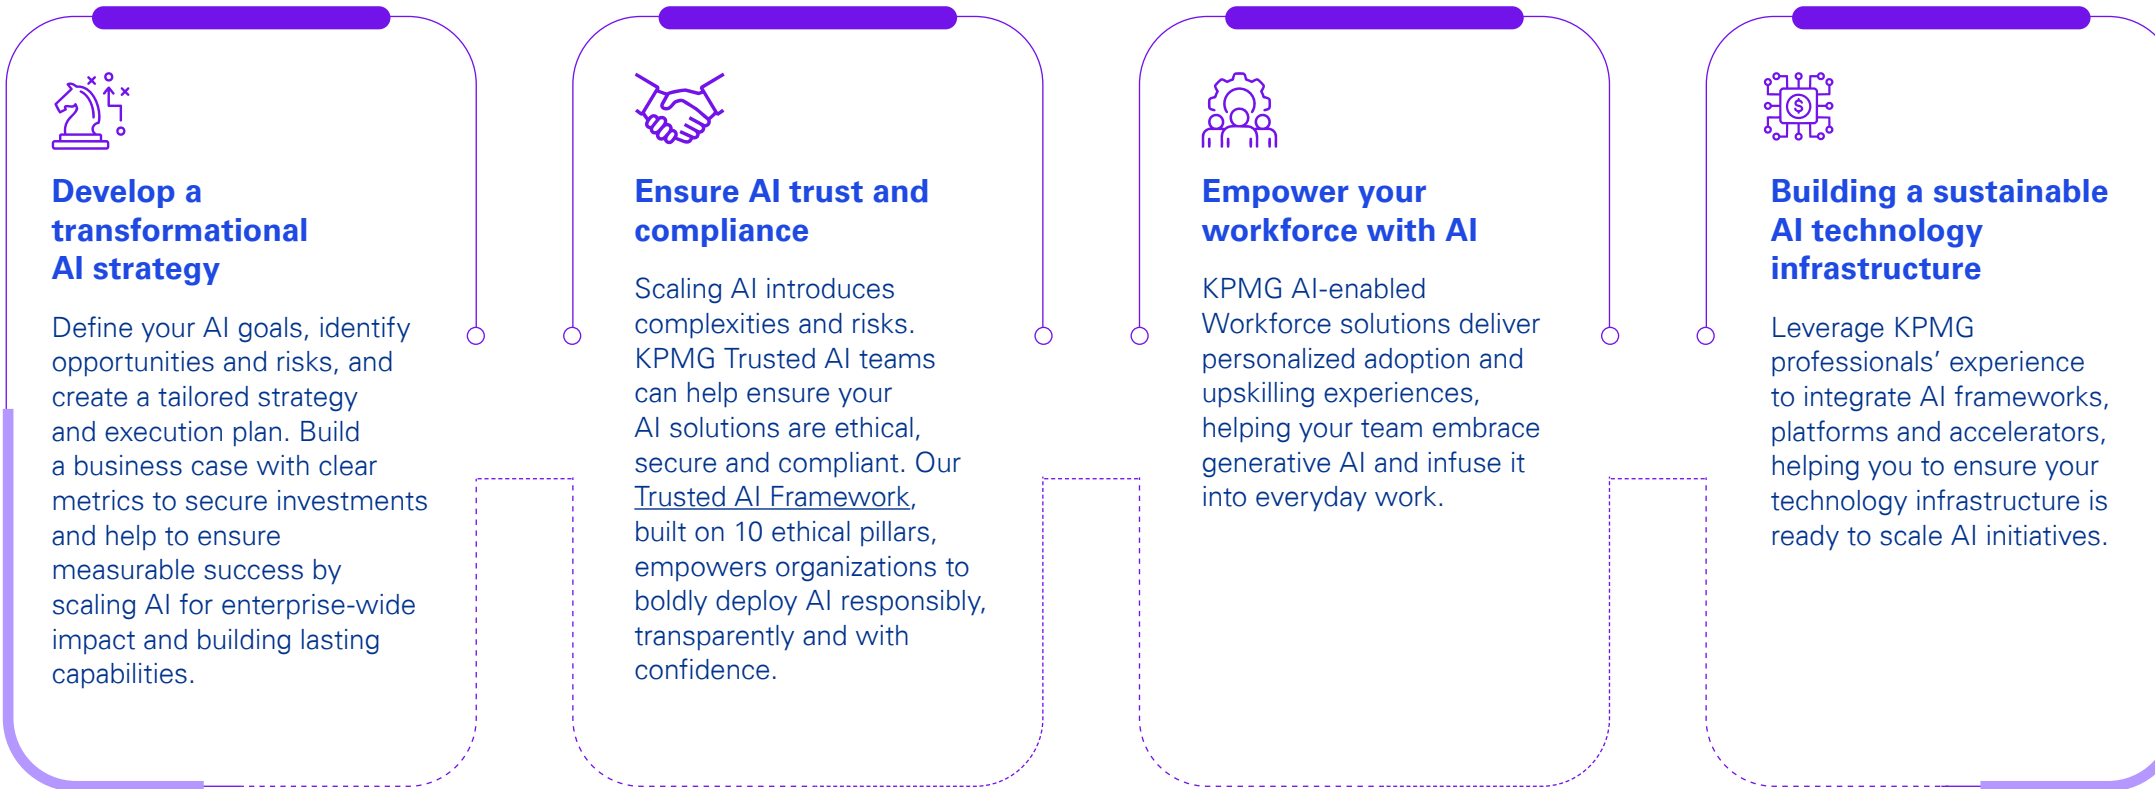 Develop a
transformational
AI strategy
Define your AI goals, identify
opportunities and risks, and
create a tailored strategy
and execution plan. Build
a business case with clear
metrics to secure investments
and help to ensure
measurable success by
scaling AI for enterprise-wide
impact and building lasting
capabilities.
Ensure AI trust and
compliance
Scaling AI introduces
complexities and risks.
KPMG Trusted AI teams
can help ensure your
AI solutions are ethical,
secure and compliant. Our
Trusted AI Framework,
built on 10 ethical pillars,
empowers organizations to
boldly deploy AI responsibly,
transparently and with
confidence.
Empower your
workforce with AI
KPMG AI-enabled
Workforce solutions deliver
personalized adoption and
upskilling experiences,
helping your team embrace
generative AI and infuse it
into everyday work.
Building a sustainable
AI technology
infrastructure
Leverage KPMG
professionals’ experience
to integrate AI frameworks,
platforms and accelerators,
helping you to ensure your
technology infrastructure is
ready to scale AI initiatives.